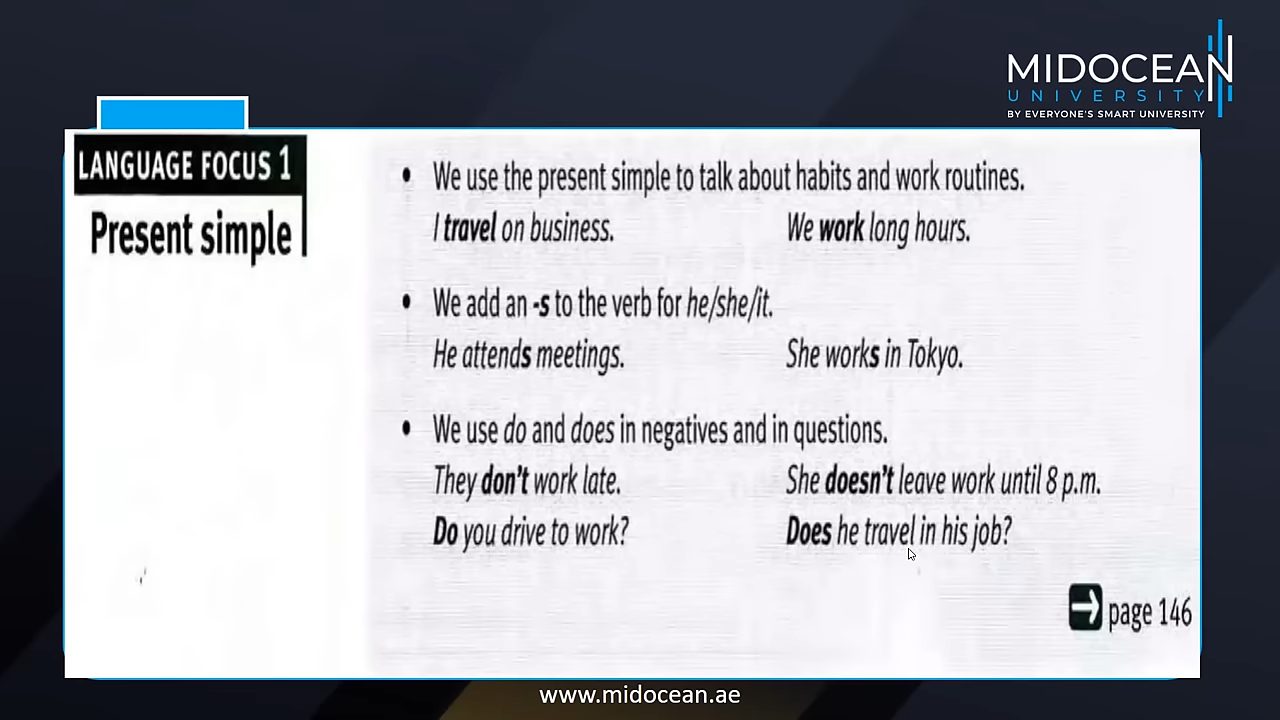 MIDOCEAN
UNIVERSITY
BY EVERYONE'S SMART UNIVERSITY
LANGUAGE FOCUS 1
Present simple
• We use the present simple to talk about habits and work routines.
I travel on business. We work long hours.
• We add an -s to the verb for he/she/it.
He attends meetings. She works in Tokyo.
• We use do and does in negatives and in questions.
They don't work late. She doesn't leave work until 8 p.m.
Do you drive to work? Does he travel in his job?
page 146
www.midocean.ae